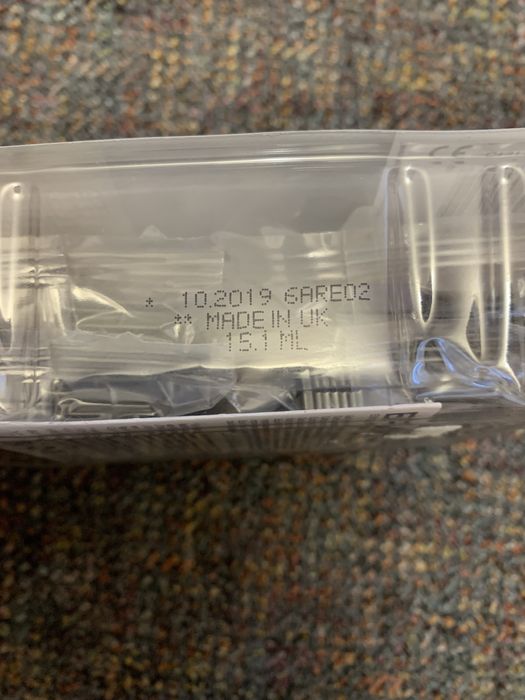 * 10.2019 6ARE02
** MADE IN UK
15.1 ML